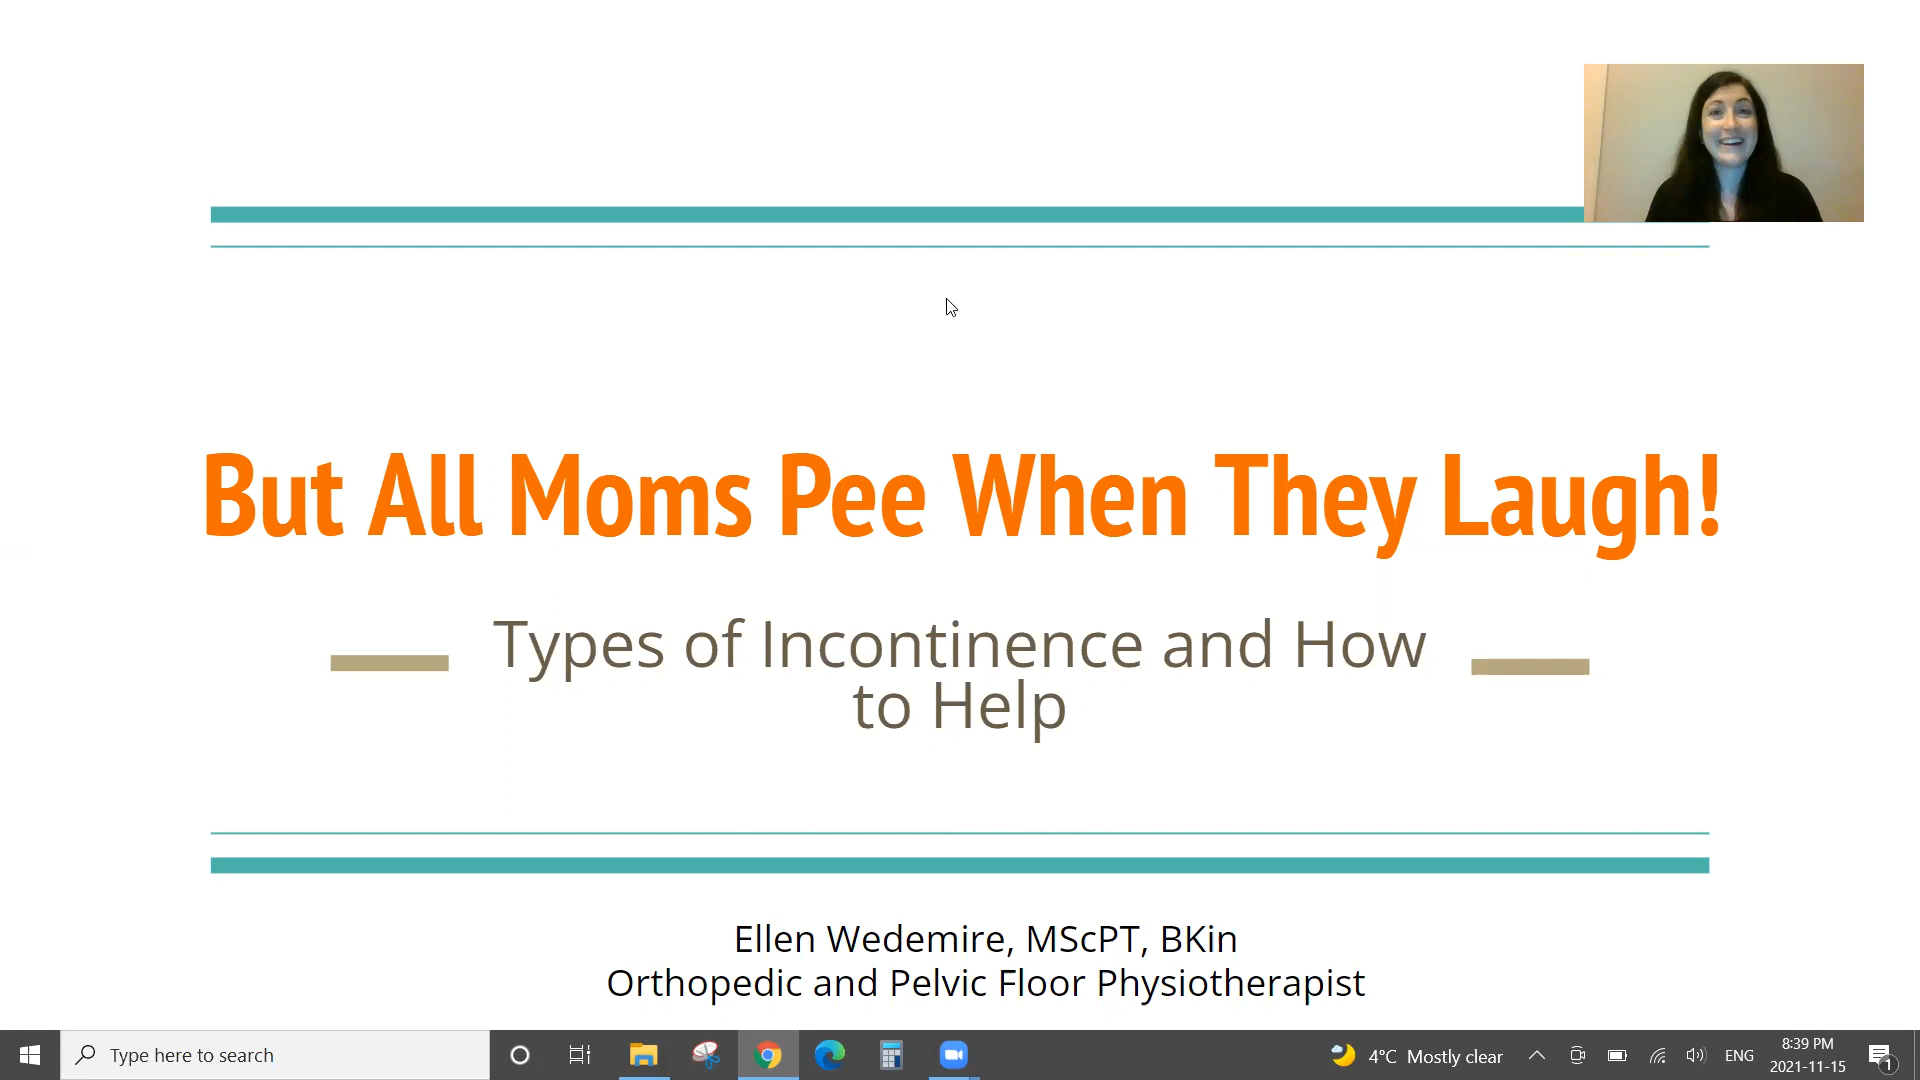 But All Moms Pee When They Laugh!
Types of Incontinence and How
to Help
Ellen Wedemire, MScPT, BKin
Orthopedic and Pelvic Floor Physiotherapist
Type here to search
4°C Mostly clear
ENG
8:39 PM
2021-11-15
1